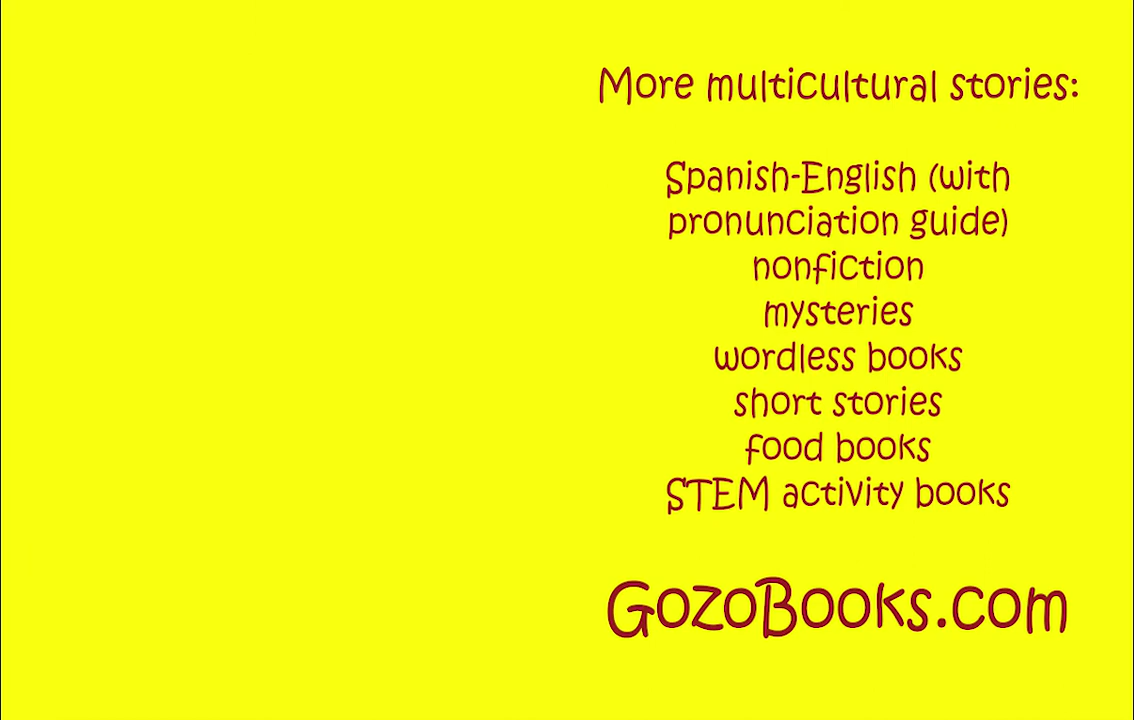 More multicultural stories:
Spanish-English (with
pronunciation guide)
nonfiction
mysteries
wordless books
short stories
food books
STEM activity books
GozoBooks.com